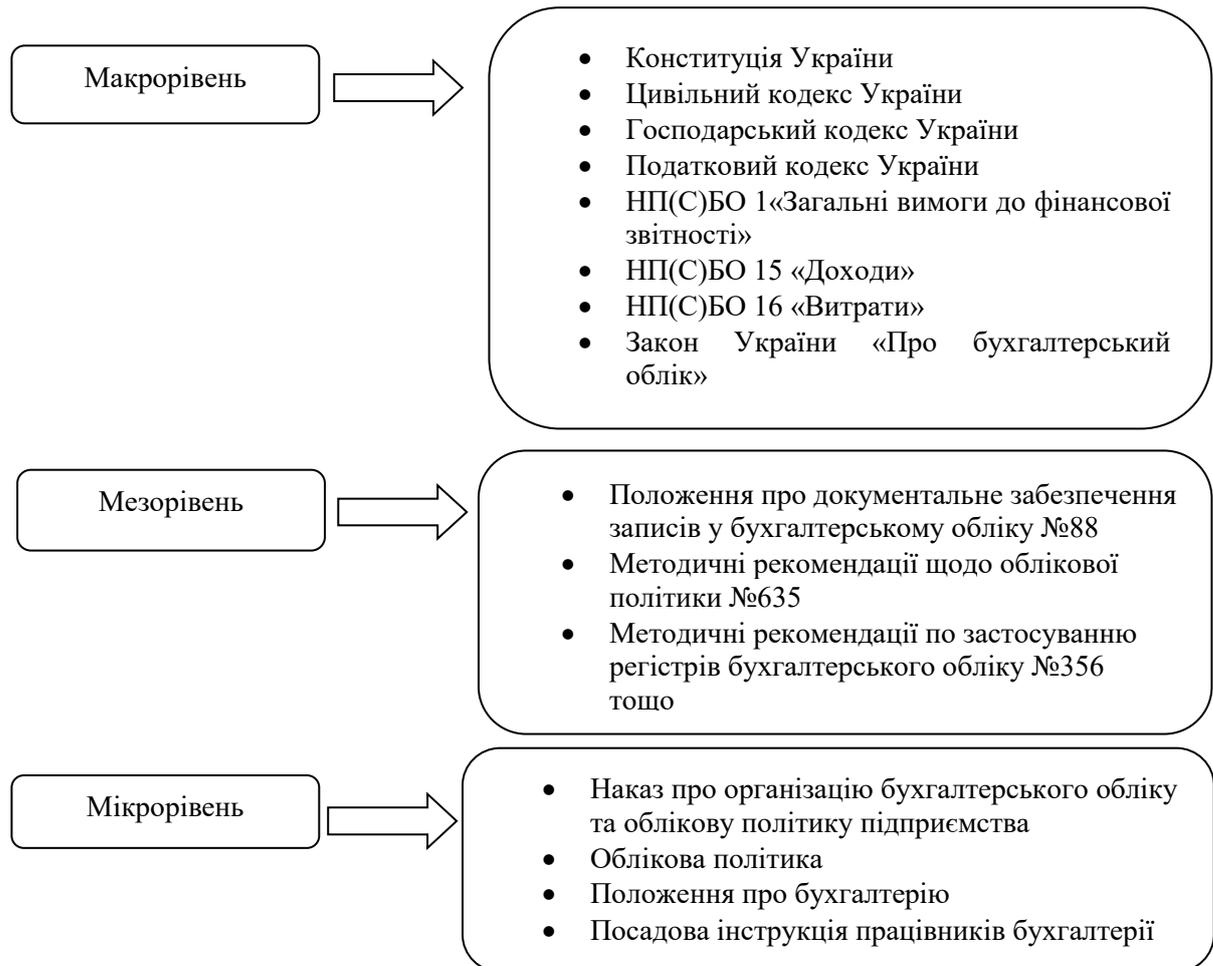 Макрорівень
• Конституція України
• Цивільний кодекс України
• Господарський кодекс України
• Податковий кодекс України
• НП(С)БО 1«Загальні вимоги до фінансової
звітності»
• НП(С)БО 15 «Доходи»
• НП(С)БО 16 «Витрати»
• Закон України «Про бухгалтерський
облік»
Мезорівень
• Положення про документальне забезпечення
записів у бухгалтерському обліку №88
• Методичні рекомендації щодо облікової
політики №635
• Методичні рекомендації по застосуванню
регістрів бухгалтерського обліку №356
тощо
Мікрорівень
• Наказ про організацію бухгалтерського обліку
та облікову політику підприємства
• Облікова політика
• Положення про бухгалтерію
• Посадова інструкція працівників бухгалтерії